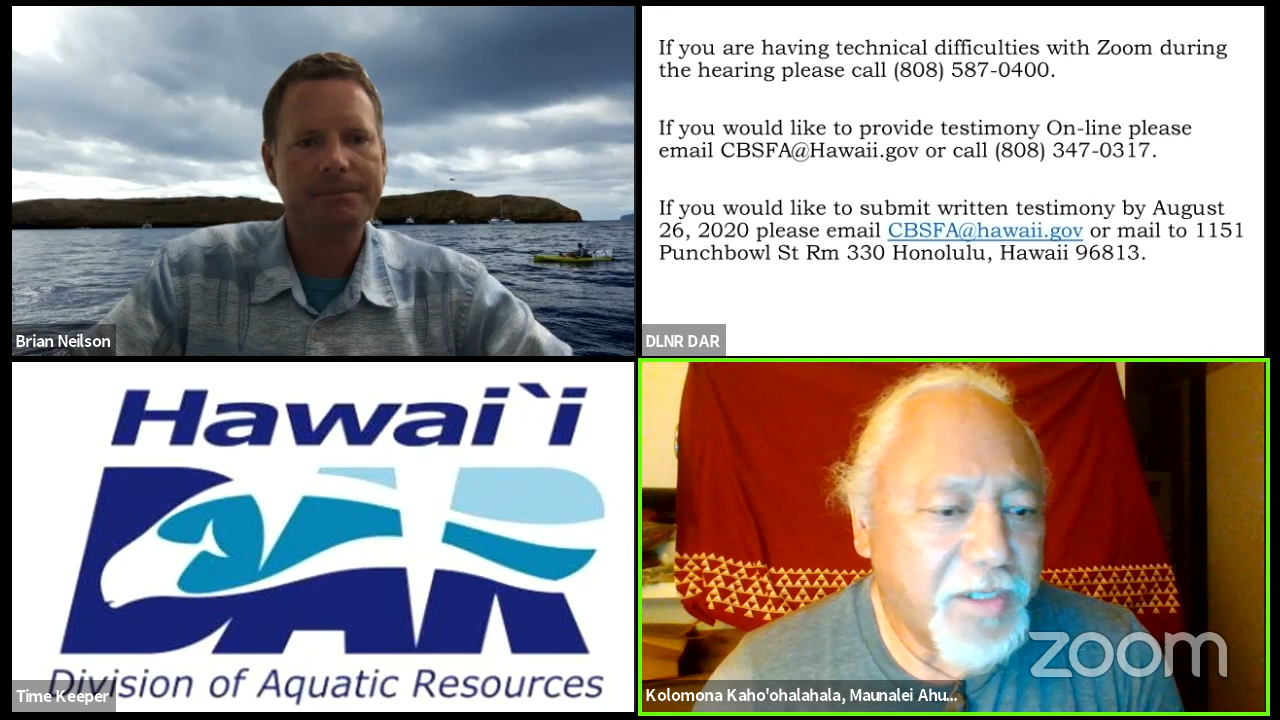 If you are having technical difficulties with Zoom during
the hearing please call (808) 587-0400.
If you would like to provide testimony On-line please
email CBSFA@Hawaii.gov or call (808) 347-0317.
If you would like to submit written testimony by August
26, 2020 please email CBSFA@hawaii.gov or mail to 1151
Punchbowl St Rm 330 Honolulu, Hawaii 96813.
Brian Neilson
DLNR DAR
Hawai`i
DAR
Division of Aquatic Resources
Time Keeper
zoom
Kolomona Kaho'ohalahala, Maunalei Ahu...